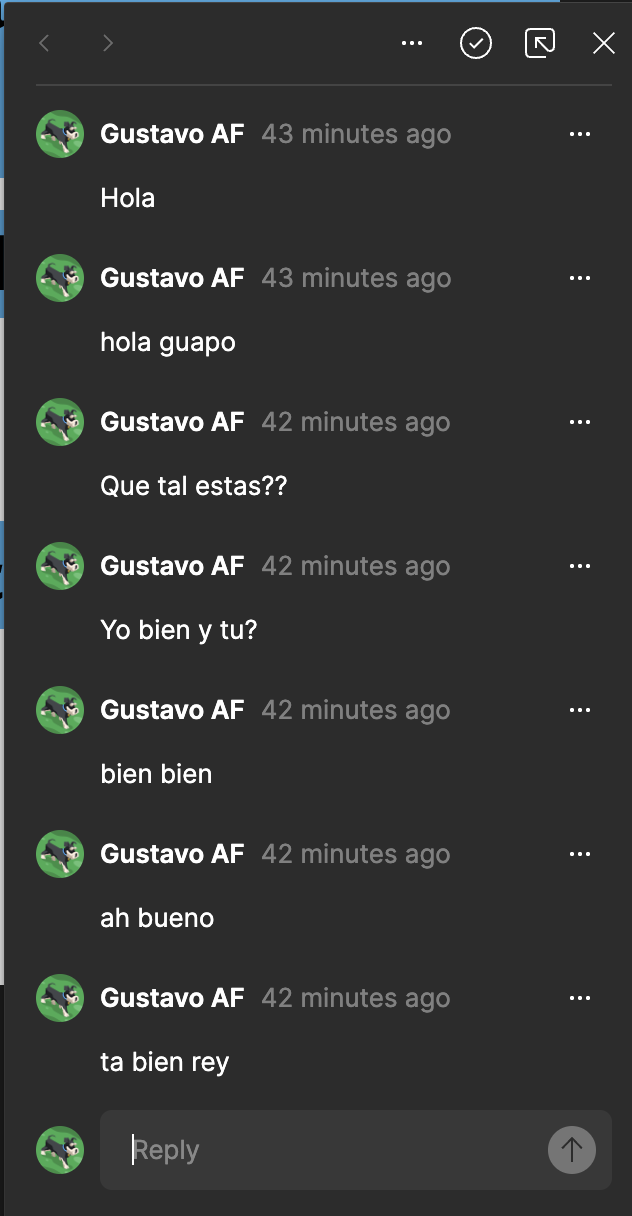 Gustavo AF 43 minutes ago
Hola
Gustavo AF 43 minutes ago
hola guapo
Gustavo AF 42 minutes ago
Que tal estas??
Gustavo AF 42 minutes ago
Yo bien y tu?
Gustavo AF 42 minutes ago
bien bien
Gustavo AF 42 minutes ago
ah bueno
Gustavo AF 42 minutes ago
ta bien rey
Reply